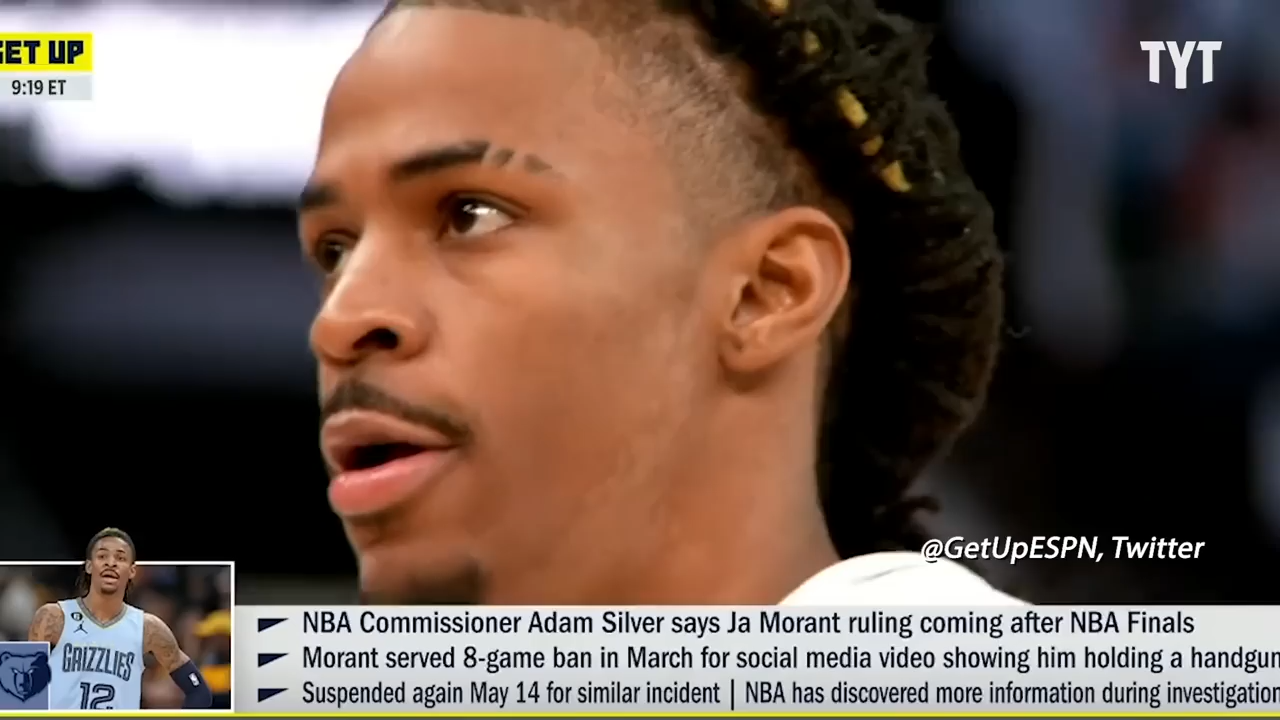 GET UP
9:19 ET
TYT
@GetUpESPN, Twitter
NBA Commissioner Adam Silver says Ja Morant ruling coming after NBA Finals
Morant served 8-game ban in March for social media video showing him holding a handgun
Suspended again May 14 for similar incident | NBA has discovered more information during investigation
GRIZZLIES
12